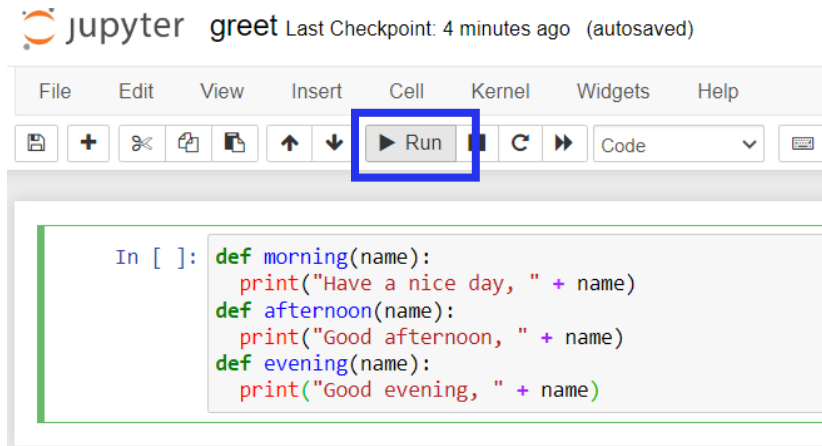 jupyter greet Last Checkpoint: 4 minutes ago (autosaved)
File Edit View Insert Cell Kernel Widgets Help
Run Code
In [ ]: def morning(name):
  print("Have a nice day, " + name)
def afternoon(name):
  print("Good afternoon, " + name)
def evening(name):
  print("Good evening, " + name)